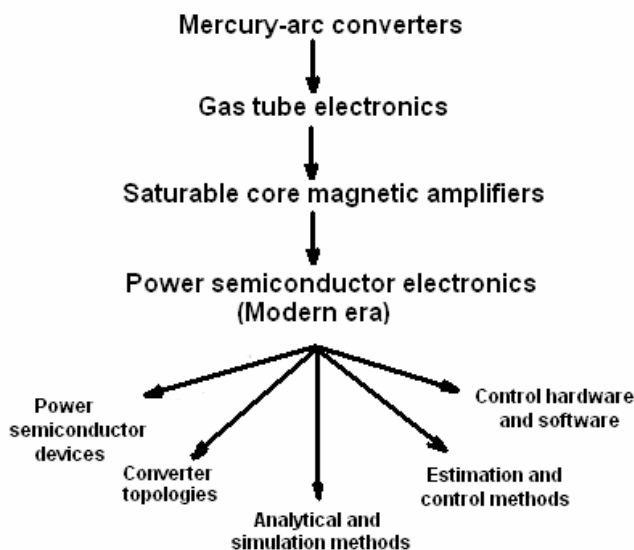 Mercury-arc converters
Gas tube electronics
Saturable core magnetic amplifiers
Power semiconductor electronics
(Modern era)
Power
semiconductor
devices
Converter
topologies
Analytical and
simulation methods
Estimation and
control methods
Control hardware
and software